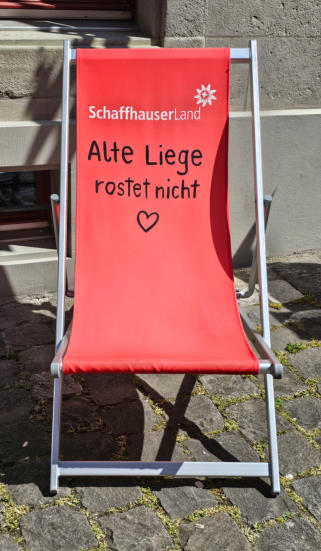 SchaffhauserLand
Alte Liege
rostet nicht